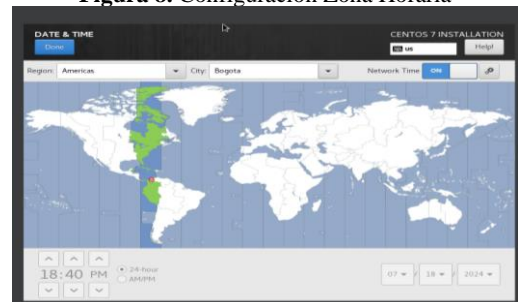 Figura 8. Configuración Zona Horaria
DATE & TIME
CENTOS 7 INSTALLATION
Done
us
Help!
Region: Americas
City: Bogota
Network Time
ON
18:40 PM
24-hour
AM/PM
07 / 18 / 2024